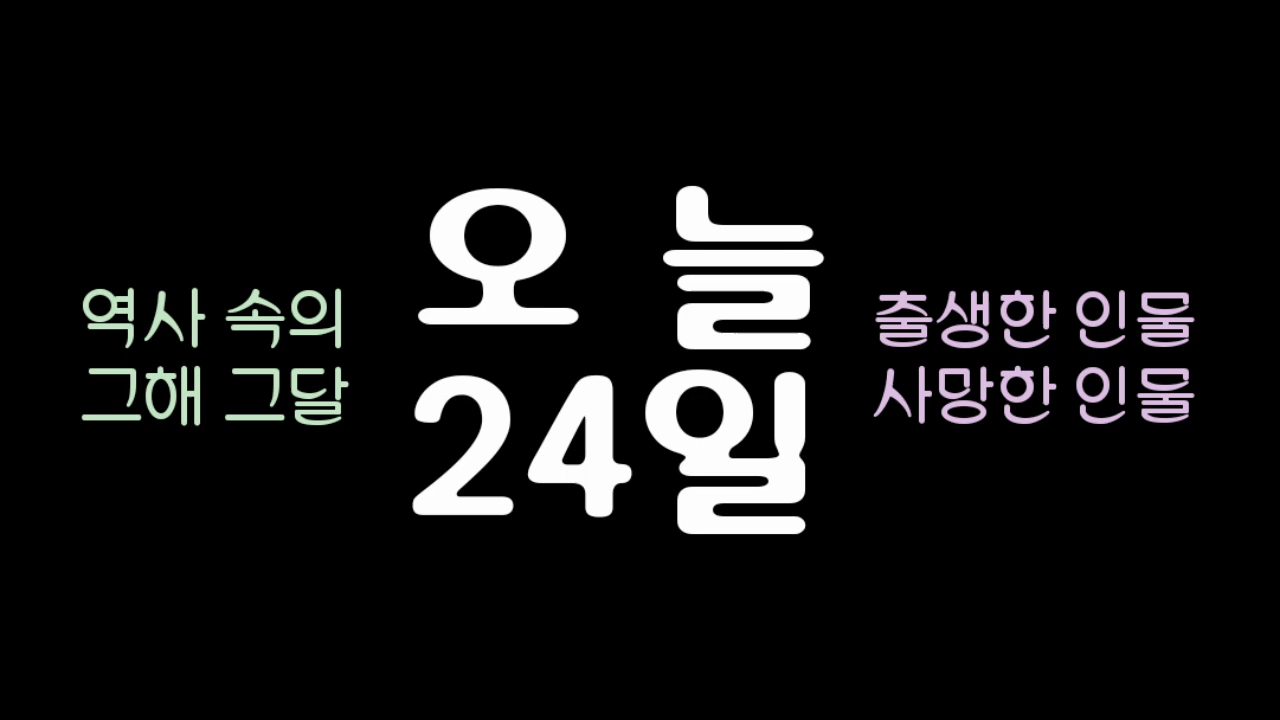 역사 속의
그해 그달
오 늘
24일
출생한 인물
사망한 인물